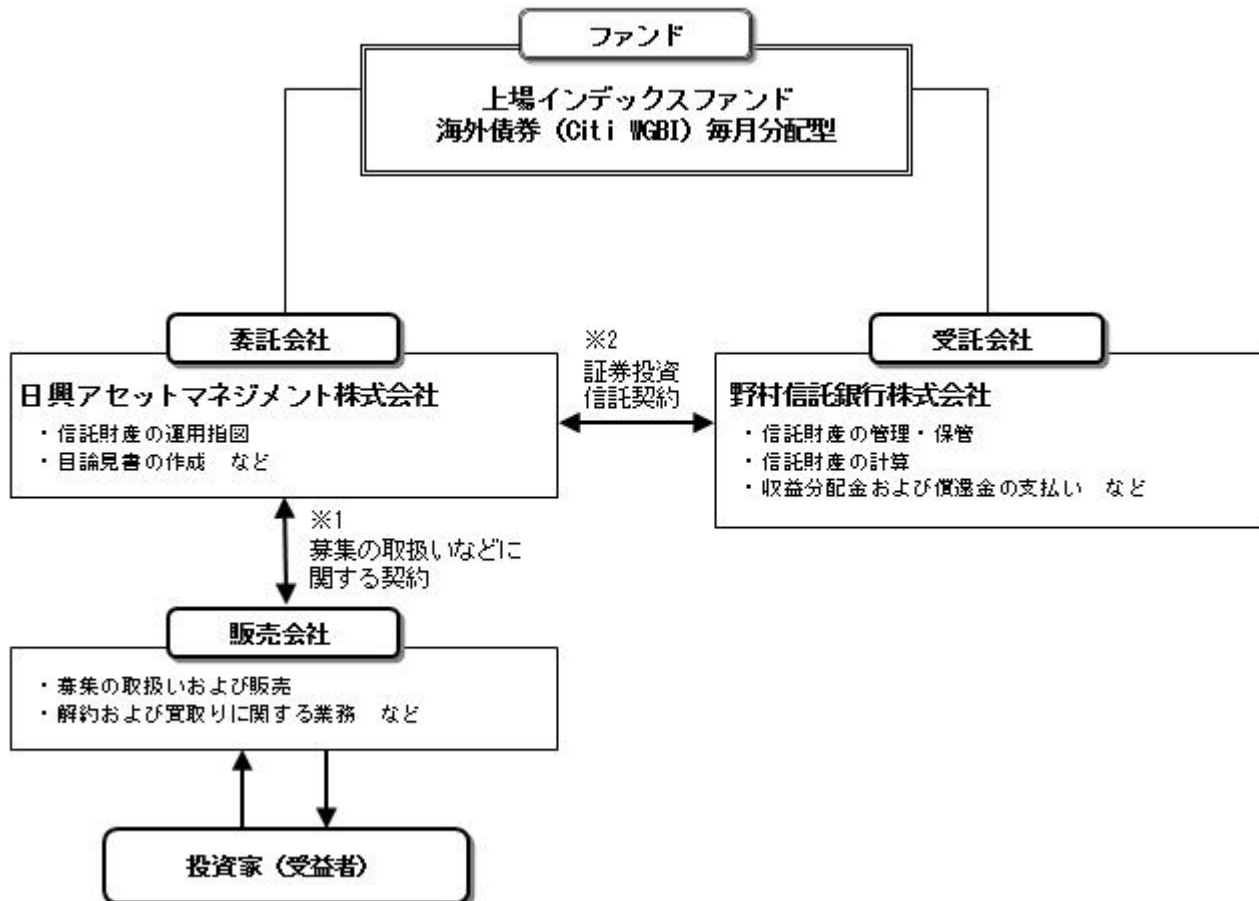 ファンド
上場インデックスファンド
海外債券（Citi WGBI）毎月分配型
委託会社
日興アセットマネジメント株式会社
・信託財産の運用指図
・目論見書の作成　など
※2
証券投資
信託契約
受託会社
野村信託銀行株式会社
・信託財産の管理・保管
・信託財産の計算
・収益分配金および償還金の支払い　など
※1
募集の取扱いなどに
関する契約
販売会社
・募集の取扱いおよび販売
・解約および買取りに関する業務　など
投資家（受益者）